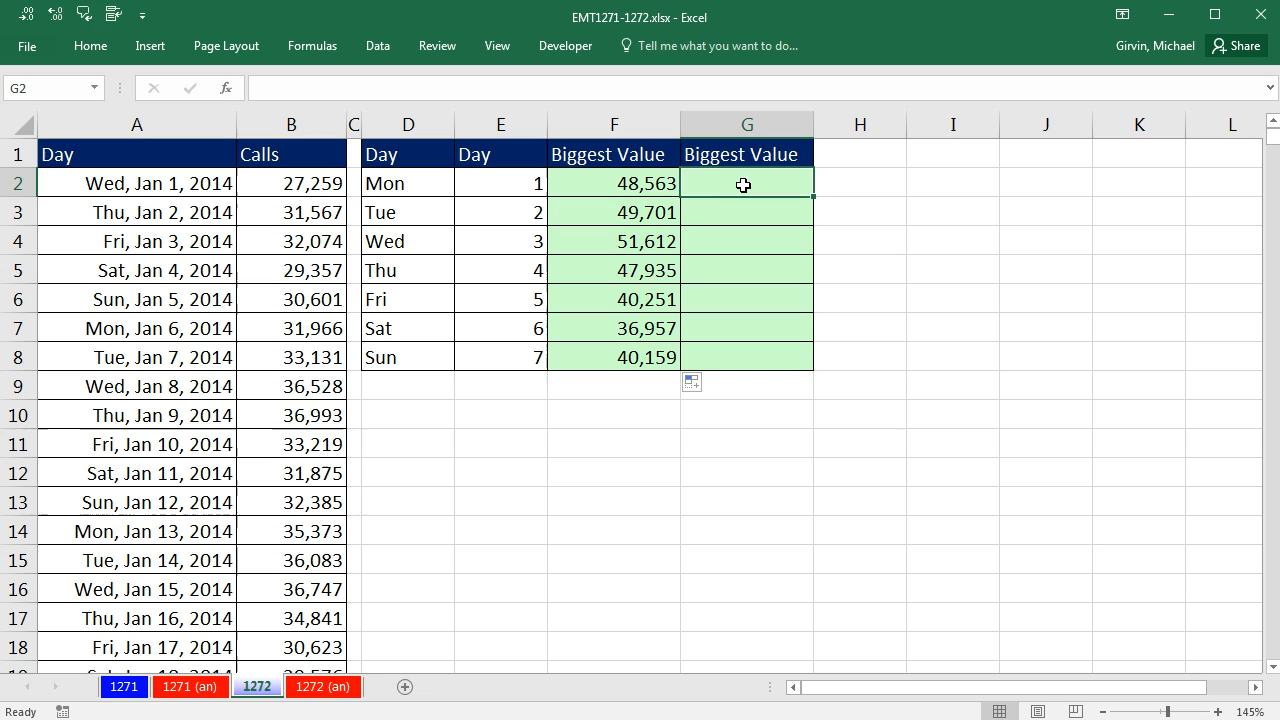 EMT1271-1272.xlsx - Excel
File Home Insert Page Layout Formulas Data Review View Developer Tell me what you want to do... Girvin, Michael Share
G2 fx
A B C D E F G H I J K L
1 Day Calls Day Day Biggest Value Biggest Value
2 Wed, Jan 1, 2014 27,259 Mon 1 48,563
3 Thu, Jan 2, 2014 31,567 Tue 2 49,701
4 Fri, Jan 3, 2014 32,074 Wed 3 51,612
5 Sat, Jan 4, 2014 29,357 Thu 4 47,935
6 Sun, Jan 5, 2014 30,601 Fri 5 40,251
7 Mon, Jan 6, 2014 31,966 Sat 6 36,957
8 Tue, Jan 7, 2014 33,131 Sun 7 40,159
9 Wed, Jan 8, 2014 36,528
10 Thu, Jan 9, 2014 36,993
11 Fri, Jan 10, 2014 33,219
12 Sat, Jan 11, 2014 31,875
13 Sun, Jan 12, 2014 32,385
14 Mon, Jan 13, 2014 35,373
15 Tue, Jan 14, 2014 36,083
16 Wed, Jan 15, 2014 36,747
17 Thu, Jan 16, 2014 34,841
18 Fri, Jan 17, 2014 30,623
1271 1271 (an) 1272 1272 (an)
Ready 145%